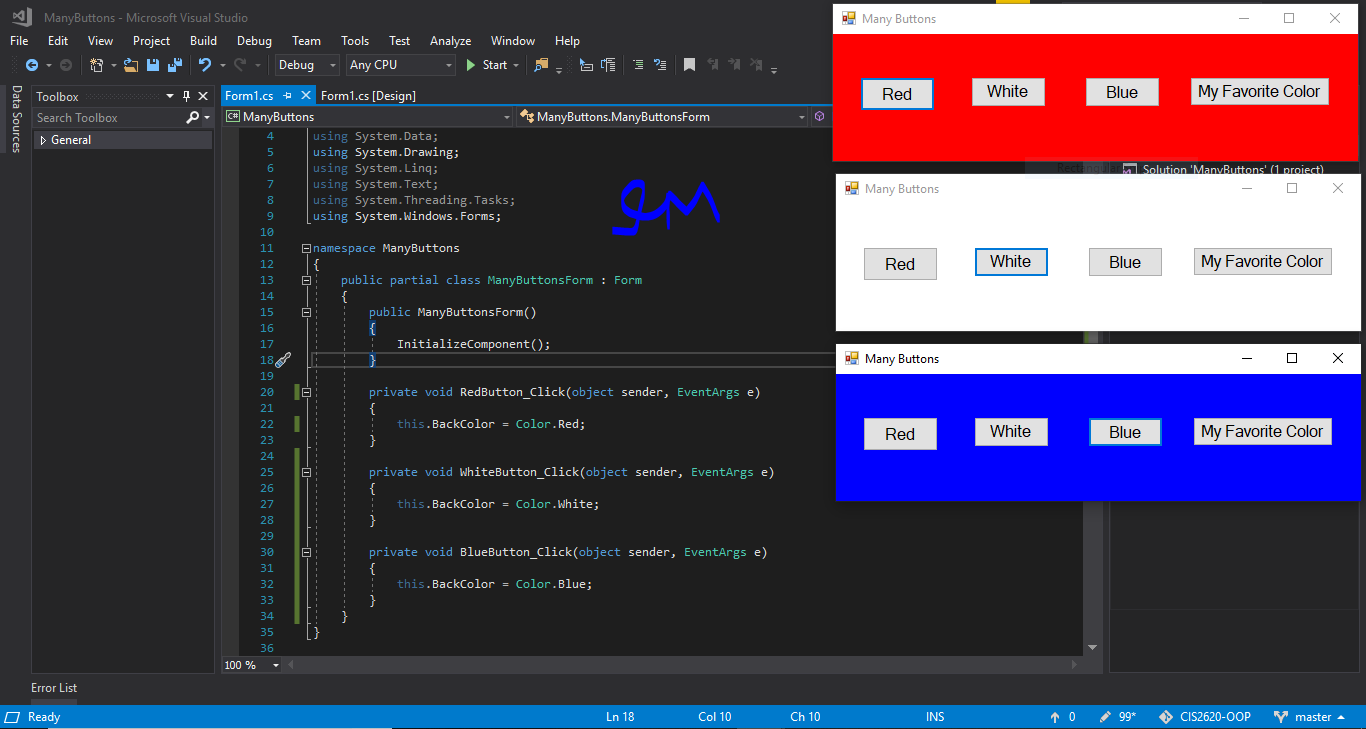 ManyButtons - Microsoft Visual Studio
File Edit View Project Build Debug Team Tools Test Analyze Window Help
Debug Any CPU Start
Data Sources
Toolbox
Search Toolbox
General
Form1.cs Form1.cs [Design]
C# ManyButtons ManyButtons.ManyButtonsForm
4 using System.Data;
5 using System.Drawing;
6 using System.Linq;
7 using System.Text;
8 using System.Threading.Tasks;
9 using System.Windows.Forms;
10
11 namespace ManyButtons
12 {
13 public partial class ManyButtonsForm : Form
14 {
15 public ManyButtonsForm()
16 {
17 InitializeComponent();
18 }
19
20 private void RedButton_Click(object sender, EventArgs e)
21 {
22 this.BackColor = Color.Red;
23 }
24
25 private void WhiteButton_Click(object sender, EventArgs e)
26 {
27 this.BackColor = Color.White;
28 }
29
30 private void BlueButton_Click(object sender, EventArgs e)
31 {
32 this.BackColor = Color.Blue;
33 }
34 }
35 }
36
100 %
Many Buttons
Red White Blue My Favorite Color
Solution 'ManyButtons' (1 project)
Many Buttons
Red White Blue My Favorite Color
Many Buttons
Red White Blue My Favorite Color
Error List
Ready Ln 18 Col 10 Ch 10 INS 0 99* CIS2620-OOP master